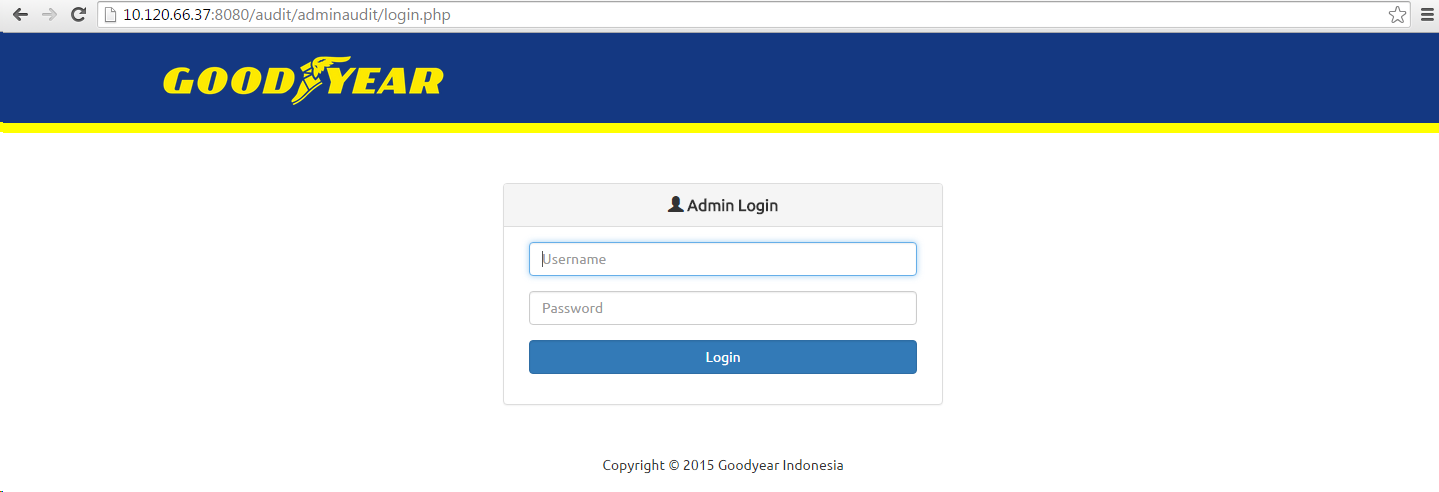 10.120.66.37:8080/audit/adminaudit/login.php
GOODYEAR
Admin Login
Username
Password
Login
Copyright © 2015 Goodyear Indonesia